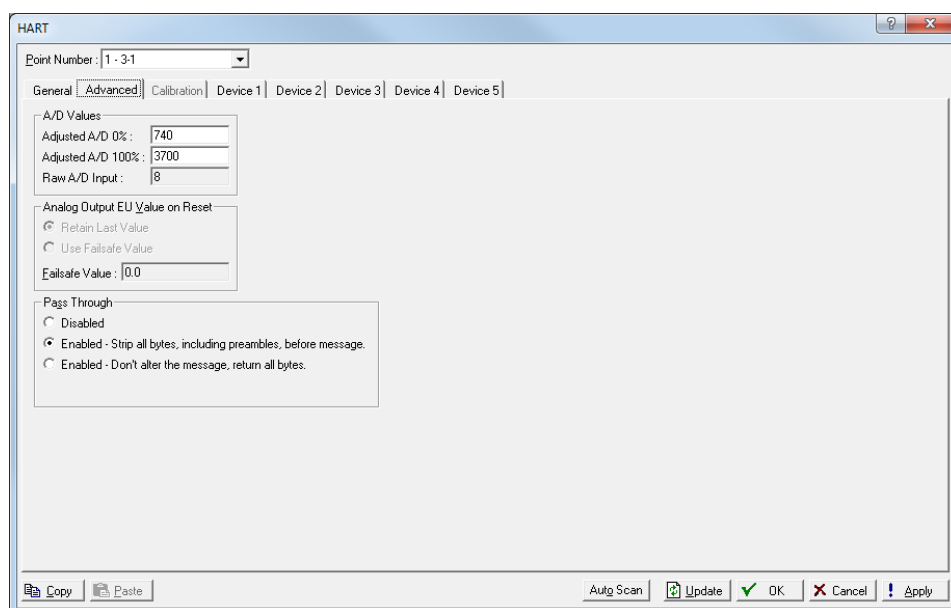 HART
Point Number : 1 - 3-1
General Advanced Calibration Device 1 Device 2 Device 3 Device 4 Device 5
A/D Values
Adjusted A/D 0% : 740
Adjusted A/D 100% : 3700
Raw A/D Input : 8
Analog Output EU Value on Reset
Retain Last Value
Use Failsafe Value
Failsafe Value : 0.0
Pass Through
Disabled
Enabled - Strip all bytes, including preambles, before message.
Enabled - Don't alter the message, return all bytes.
Copy Paste Auto Scan Update OK Cancel ! Apply